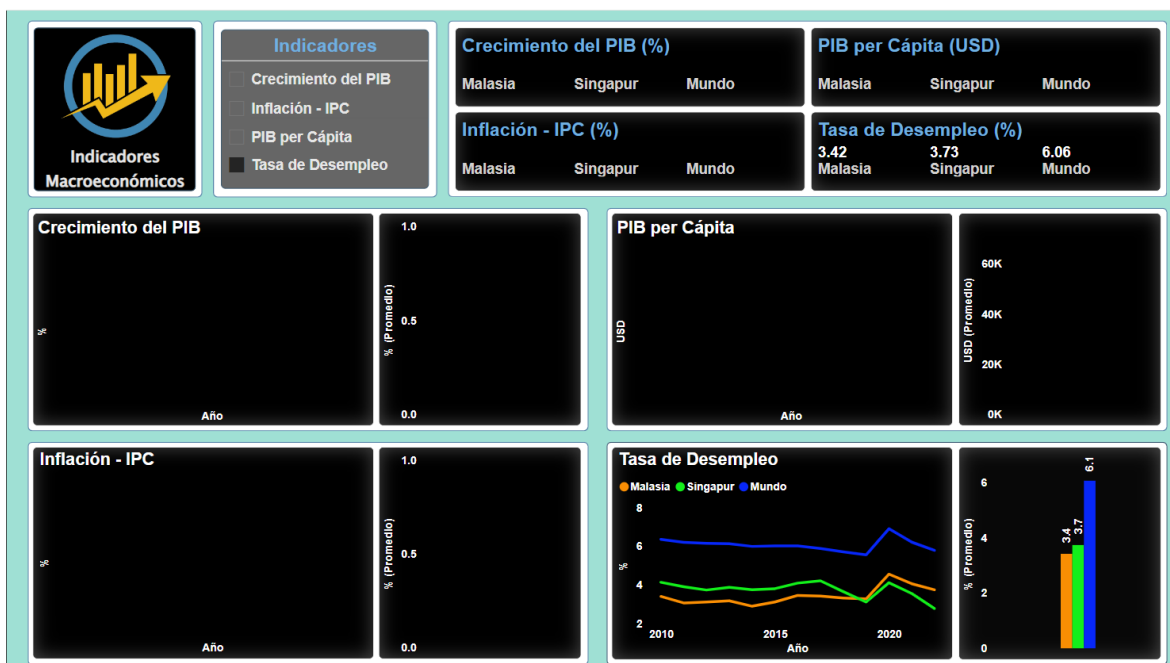 Indicadores
Macroeconómicos
Indicadores
Crecimiento del PIB
Inflación - IPC
PIB per Cápita
Tasa de Desempleo
Crecimiento del PIB (%)
Malasia Singapur Mundo
PIB per Cápita (USD)
Malasia Singapur Mundo
Inflación - IPC (%)
Malasia Singapur Mundo
Tasa de Desempleo (%)
3.42 3.73 6.06
Malasia Singapur Mundo
Crecimiento del PIB
%
Año
1.0
0.5
0.0
% (Promedio)
PIB per Cápita
USD
Año
60K
40K
20K
0K
USD (Promedio)
Inflación - IPC
%
Año
1.0
0.5
0.0
% (Promedio)
Tasa de Desempleo
Malasia Singapur Mundo
8
6
4
2
%
2010 2015 2020
Año
6
4
2
0
% (Promedio)
3.4
3.7
6.1